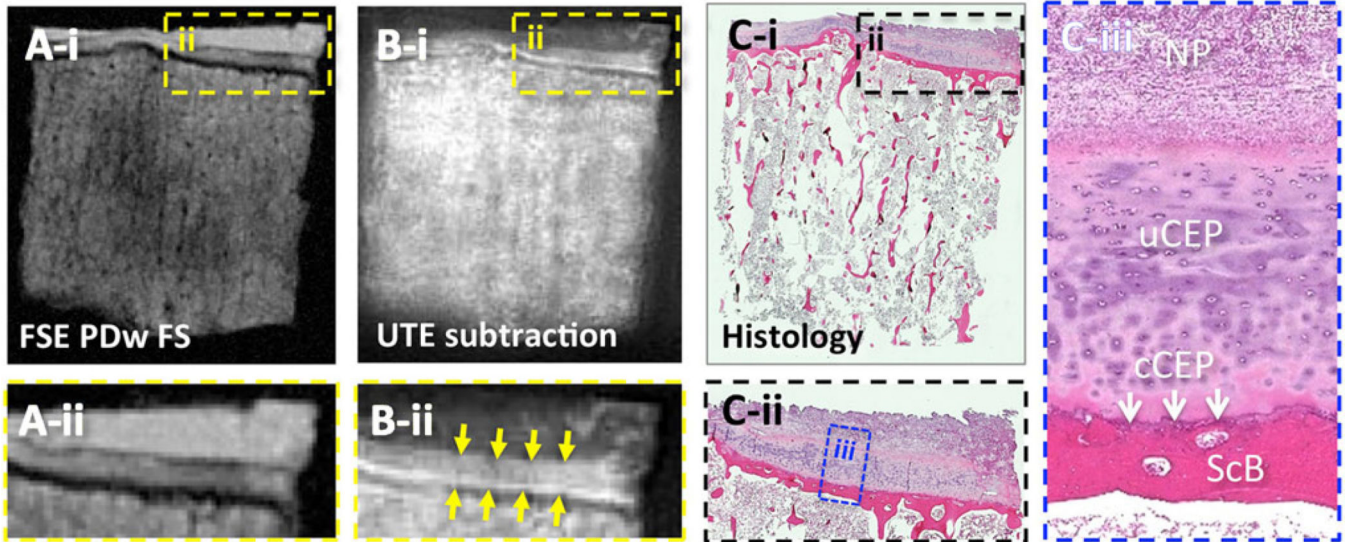 A-i
ii
FSE PDw FS
B-i
ii
UTE subtraction
C-i
ii
Histology
C-iii
NP
uCEP
cCEP
ScB
A-ii
B-ii
C-ii
iii